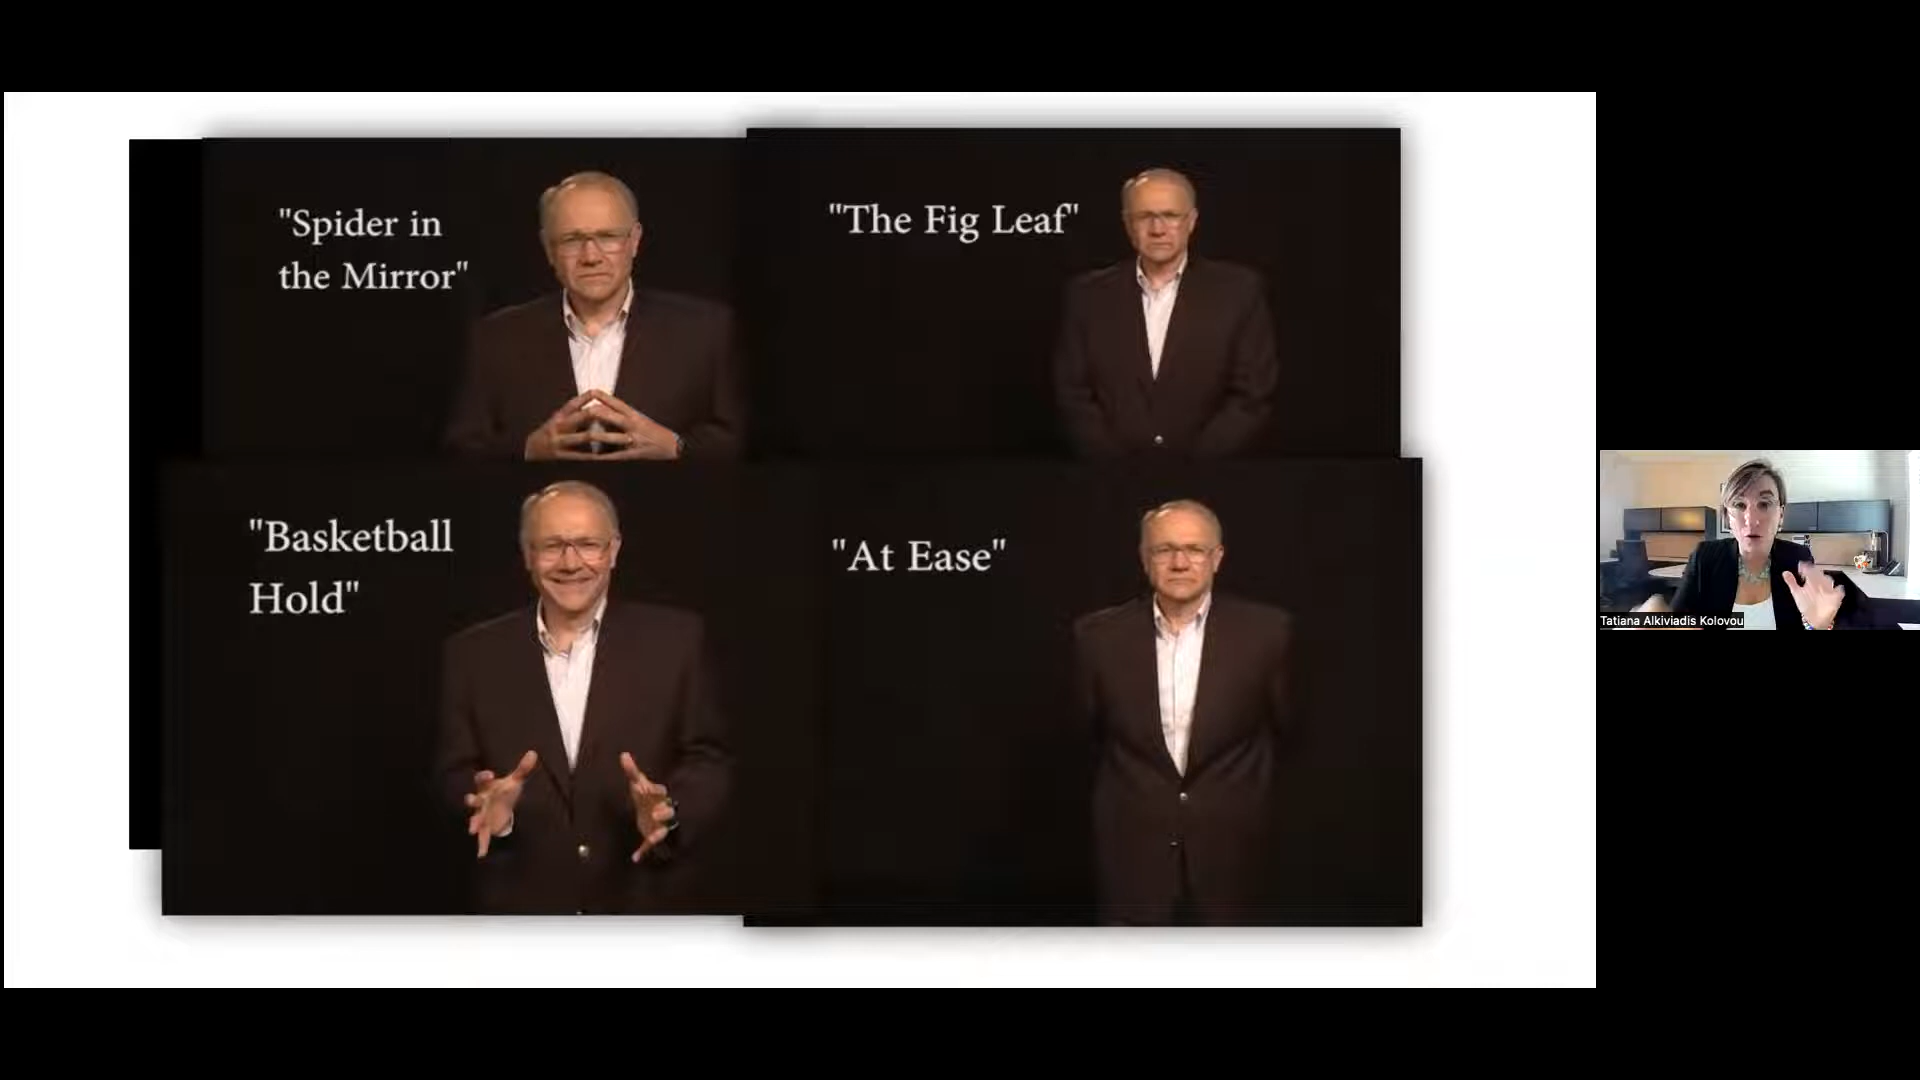 "Spider in
the Mirror"
"The Fig Leaf"
"Basketball
Hold"
"At Ease"
Tatiana Alkiviadis Kolovou